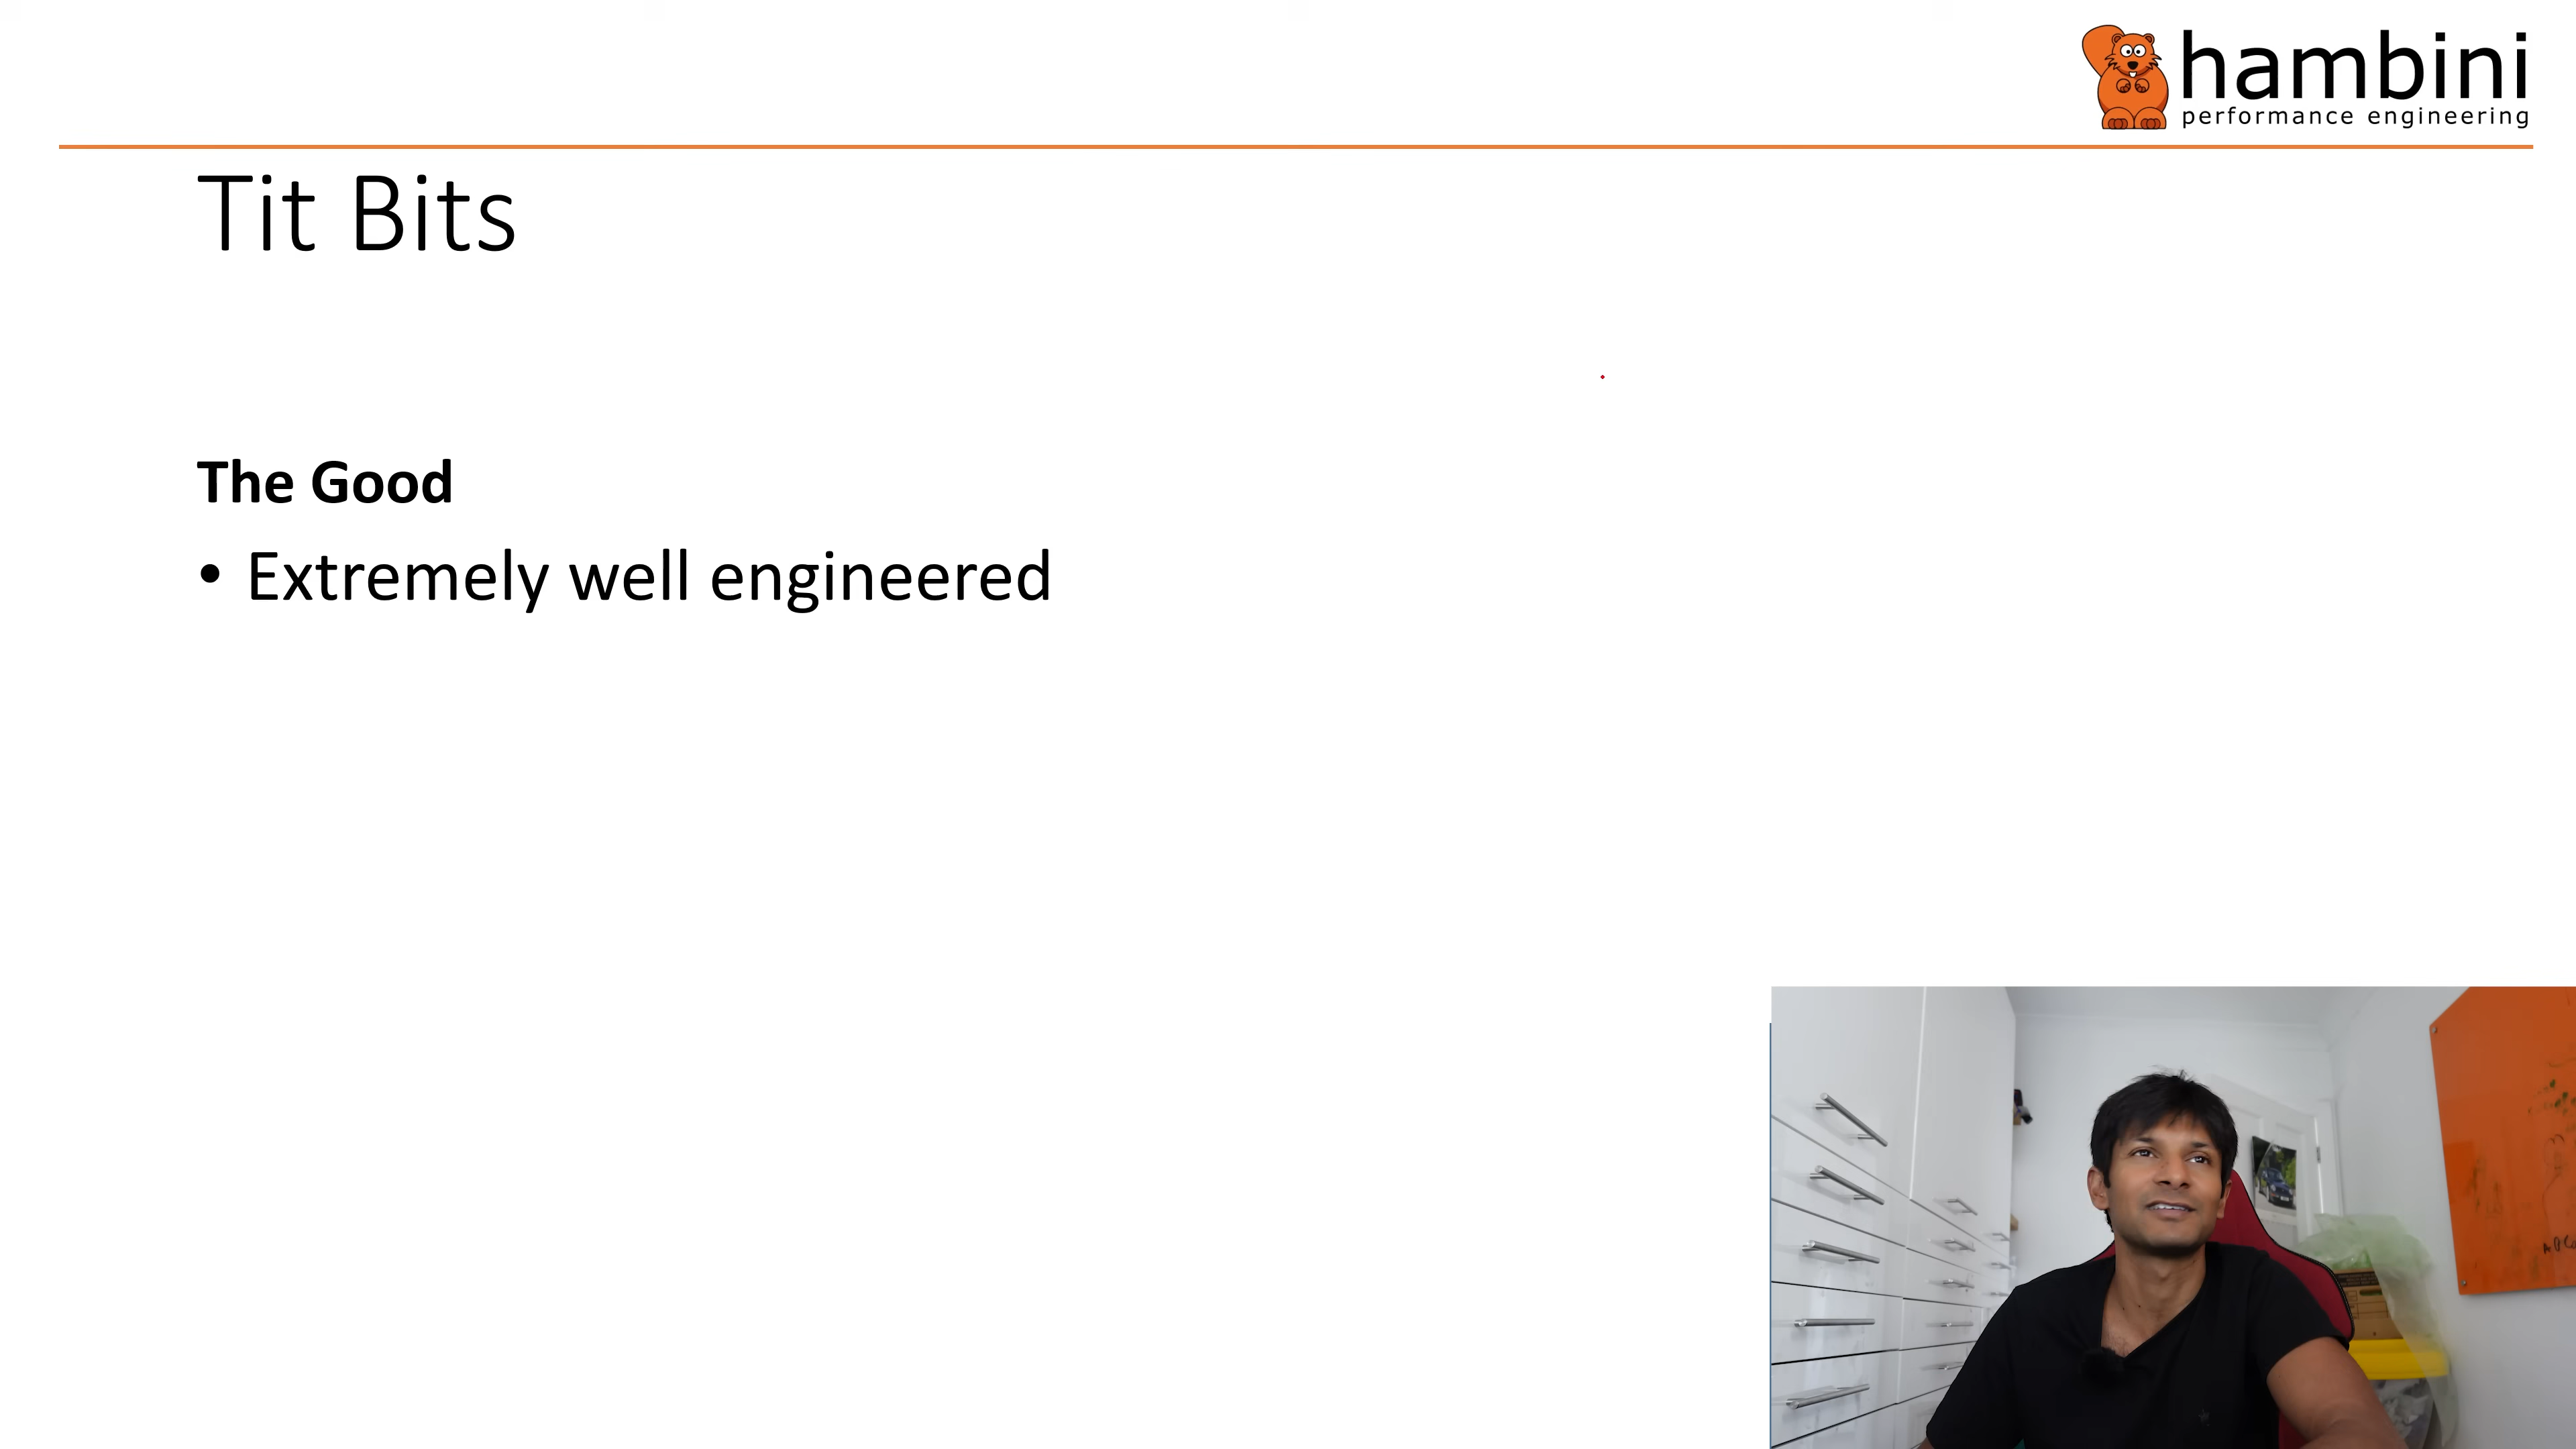 hambini
performance engineering
Tit Bits
The Good
• Extremely well engineered